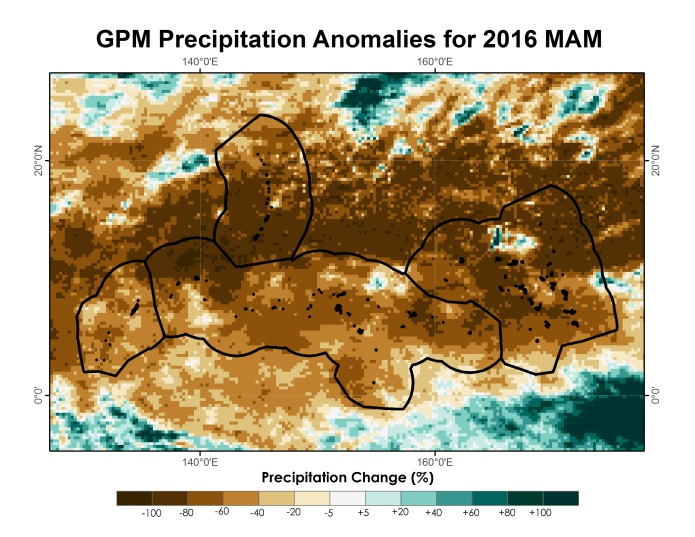 GPM Precipitation Anomalies for 2016 MAM
140°0'E 160°0'E
20°0'N 20°0'N
0°0' 0°0'
140°0'E 160°0'E
Precipitation Change (%)
-100 -80 -60 -40 -20 -5 +5 +20 +40 +60 +80 +100